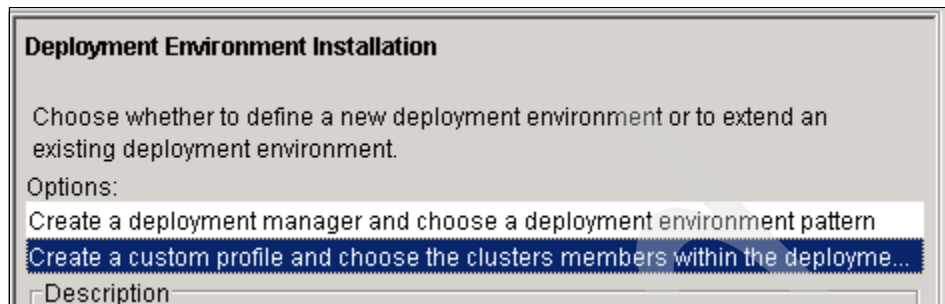 Deployment Environment Installation
Choose whether to define a new deployment environment or to extend an
existing deployment environment.
Options:
Create a deployment manager and choose a deployment environment pattern
Create a custom profile and choose the clusters members within the deployme...
Description